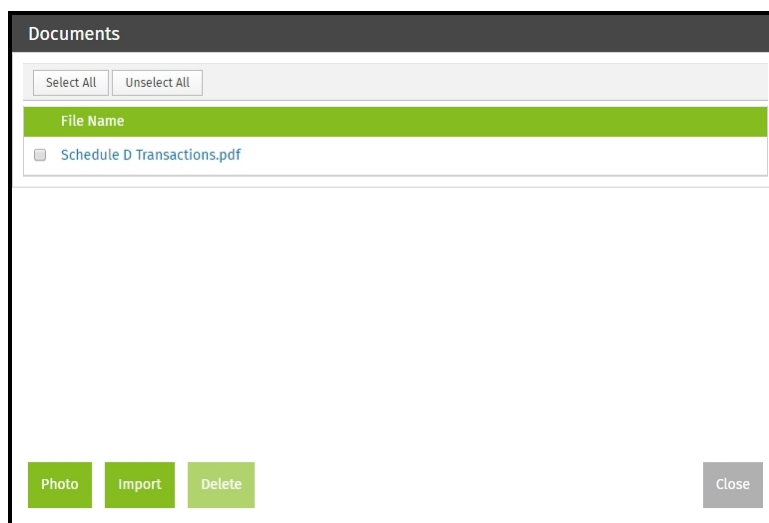 Documents
Select All Unselect All
File Name
Schedule D Transactions.pdf
Photo Import Delete Close